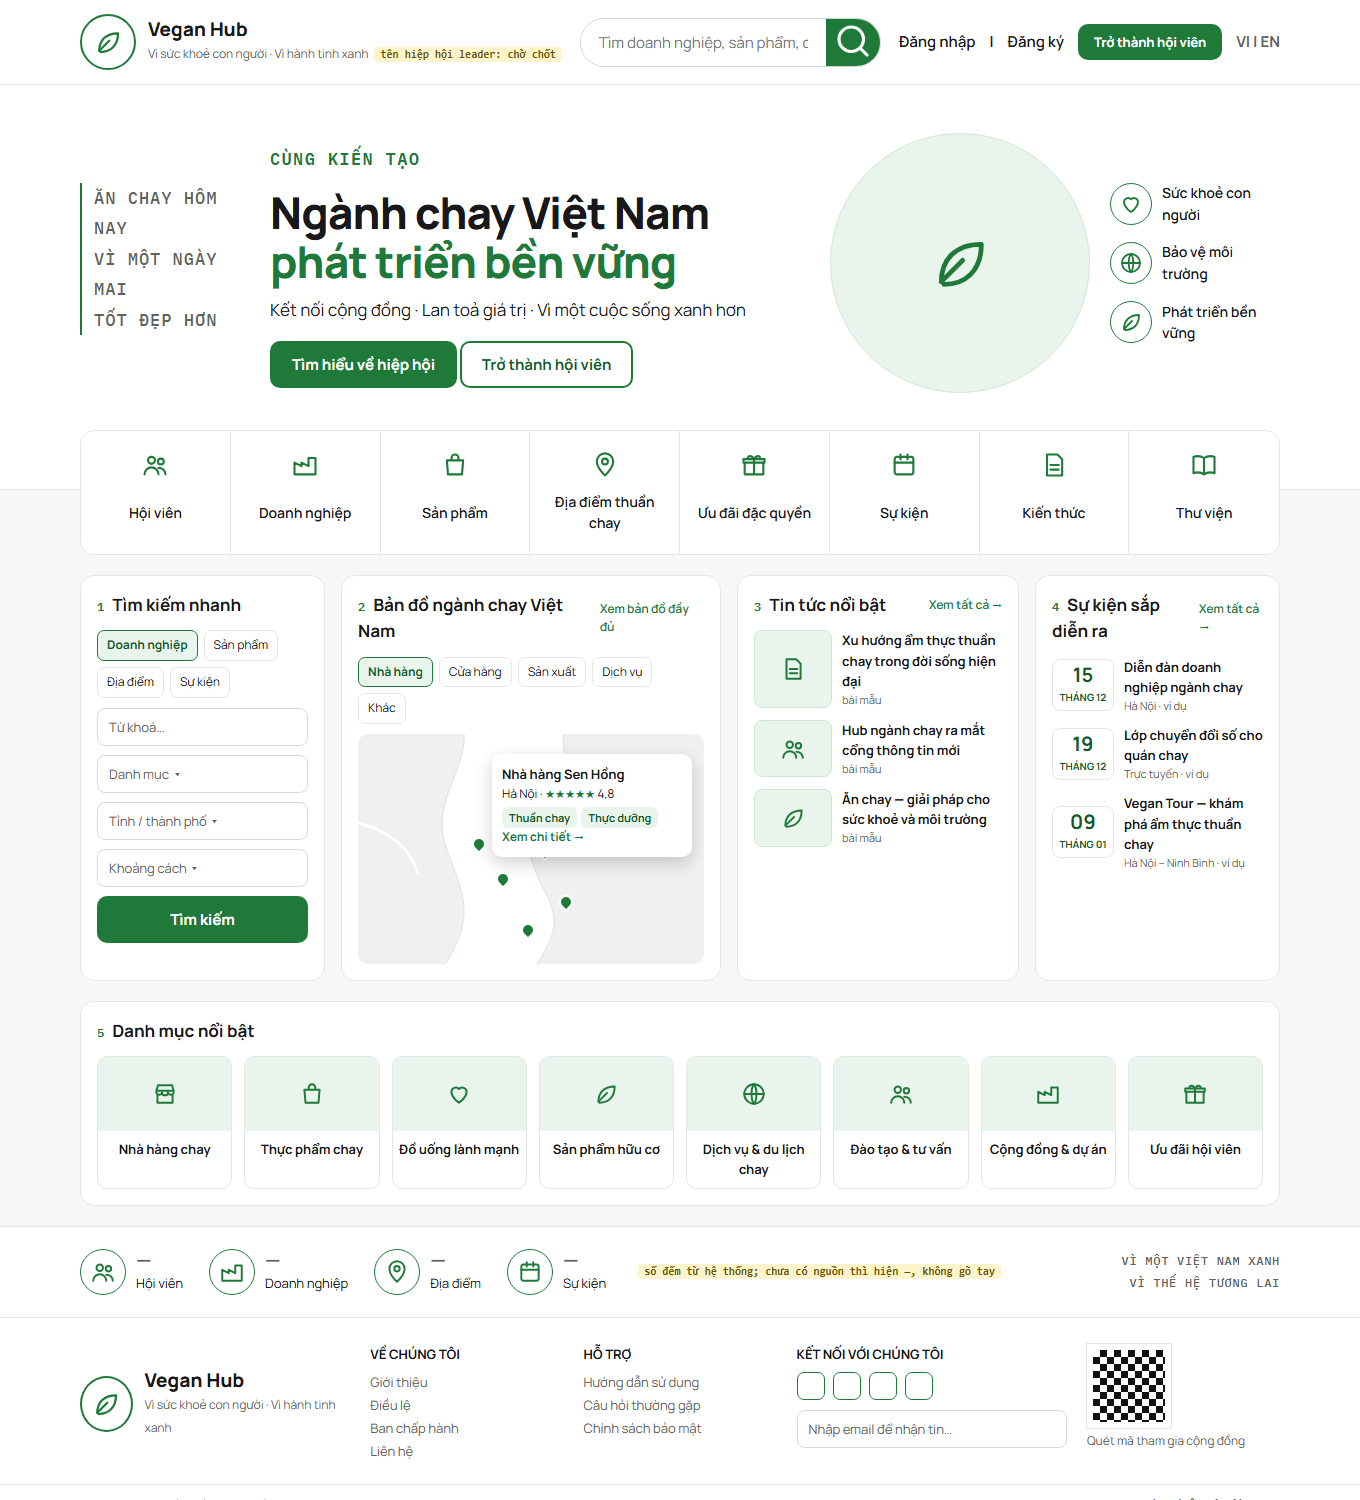 Vegan Hub
Vì sức khoẻ con người · Vì hành tinh xanh tên hiệp hội leader: chờ chốt
Tìm doanh nghiệp, sản phẩm, c
Đăng nhập | Đăng ký
Trở thành hội viên
VI | EN
ĂN CHAY HÔM
NAY
VÌ MỘT NGÀY
MAI
TỐT ĐẸP HƠN
CÙNG KIẾN TẠO
Ngành chay Việt Nam
phát triển bền vững
Kết nối cộng đồng · Lan toả giá trị · Vì một cuộc sống xanh hơn
Tìm hiểu về hiệp hội
Trở thành hội viên
Sức khoẻ con
người
Bảo vệ môi
trường
Phát triển bền
vững
Hội viên
Doanh nghiệp
Sản phẩm
Địa điểm thuần
chay
Ưu đãi đặc quyền
Sự kiện
Kiến thức
Thư viện
1 Tìm kiếm nhanh
Doanh nghiệp
Sản phẩm
Địa điểm
Sự kiện
Từ khoá...
Danh mục
Tỉnh / thành phố
Khoảng cách
Tìm kiếm
2 Bản đồ ngành chay Việt
Nam
Xem bản đồ đầy
đủ
Nhà hàng
Cửa hàng
Sản xuất
Dịch vụ
Khác
Nhà hàng Sen Hồng
Hà Nội · ★★★★★ 4,8
Thuần chay
Thực dưỡng
Xem chi tiết →
3 Tin tức nổi bật
Xem tất cả →
Xu hướng ẩm thực thuần
chay trong đời sống hiện
đại
bài mẫu
Hub ngành chay ra mắt
cổng thông tin mới
bài mẫu
Ăn chay — giải pháp cho
sức khoẻ và môi trường
bài mẫu
4 Sự kiện sắp
diễn ra
Xem tất cả
→
15
THÁNG 12
Diễn đàn doanh
nghiệp ngành chay
Hà Nội · ví dụ
19
THÁNG 12
Lớp chuyển đổi số cho
quán chay
Trực tuyến · ví dụ
09
THÁNG 01
Vegan Tour — khám
phá ẩm thực thuần
chay
Hà Nội – Ninh Bình · ví dụ
5 Danh mục nổi bật
Nhà hàng chay
Thực phẩm chay
Đồ uống lành mạnh
Sản phẩm hữu cơ
Dịch vụ & du lịch
chay
Đào tạo & tư vấn
Cộng đồng & dự án
Ưu đãi hội viên
—
Hội viên
—
Doanh nghiệp
—
Địa điểm
—
Sự kiện
số đếm từ hệ thống; chưa có nguồn thì hiện —, không gõ tay
VÌ MỘT VIỆT NAM XANH
VÌ THẾ HỆ TƯƠNG LAI
Vegan Hub
Vì sức khoẻ con người · Vì hành tinh
xanh
VỀ CHÚNG TÔI
Giới thiệu
Điều lệ
Ban chấp hành
Liên hệ
HỖ TRỢ
Hướng dẫn sử dụng
Câu hỏi thường gặp
Chính sách bảo mật
KẾT NỐI VỚI CHÚNG TÔI
Nhập email để nhận tin...
Quét mã tham gia cộng đồng